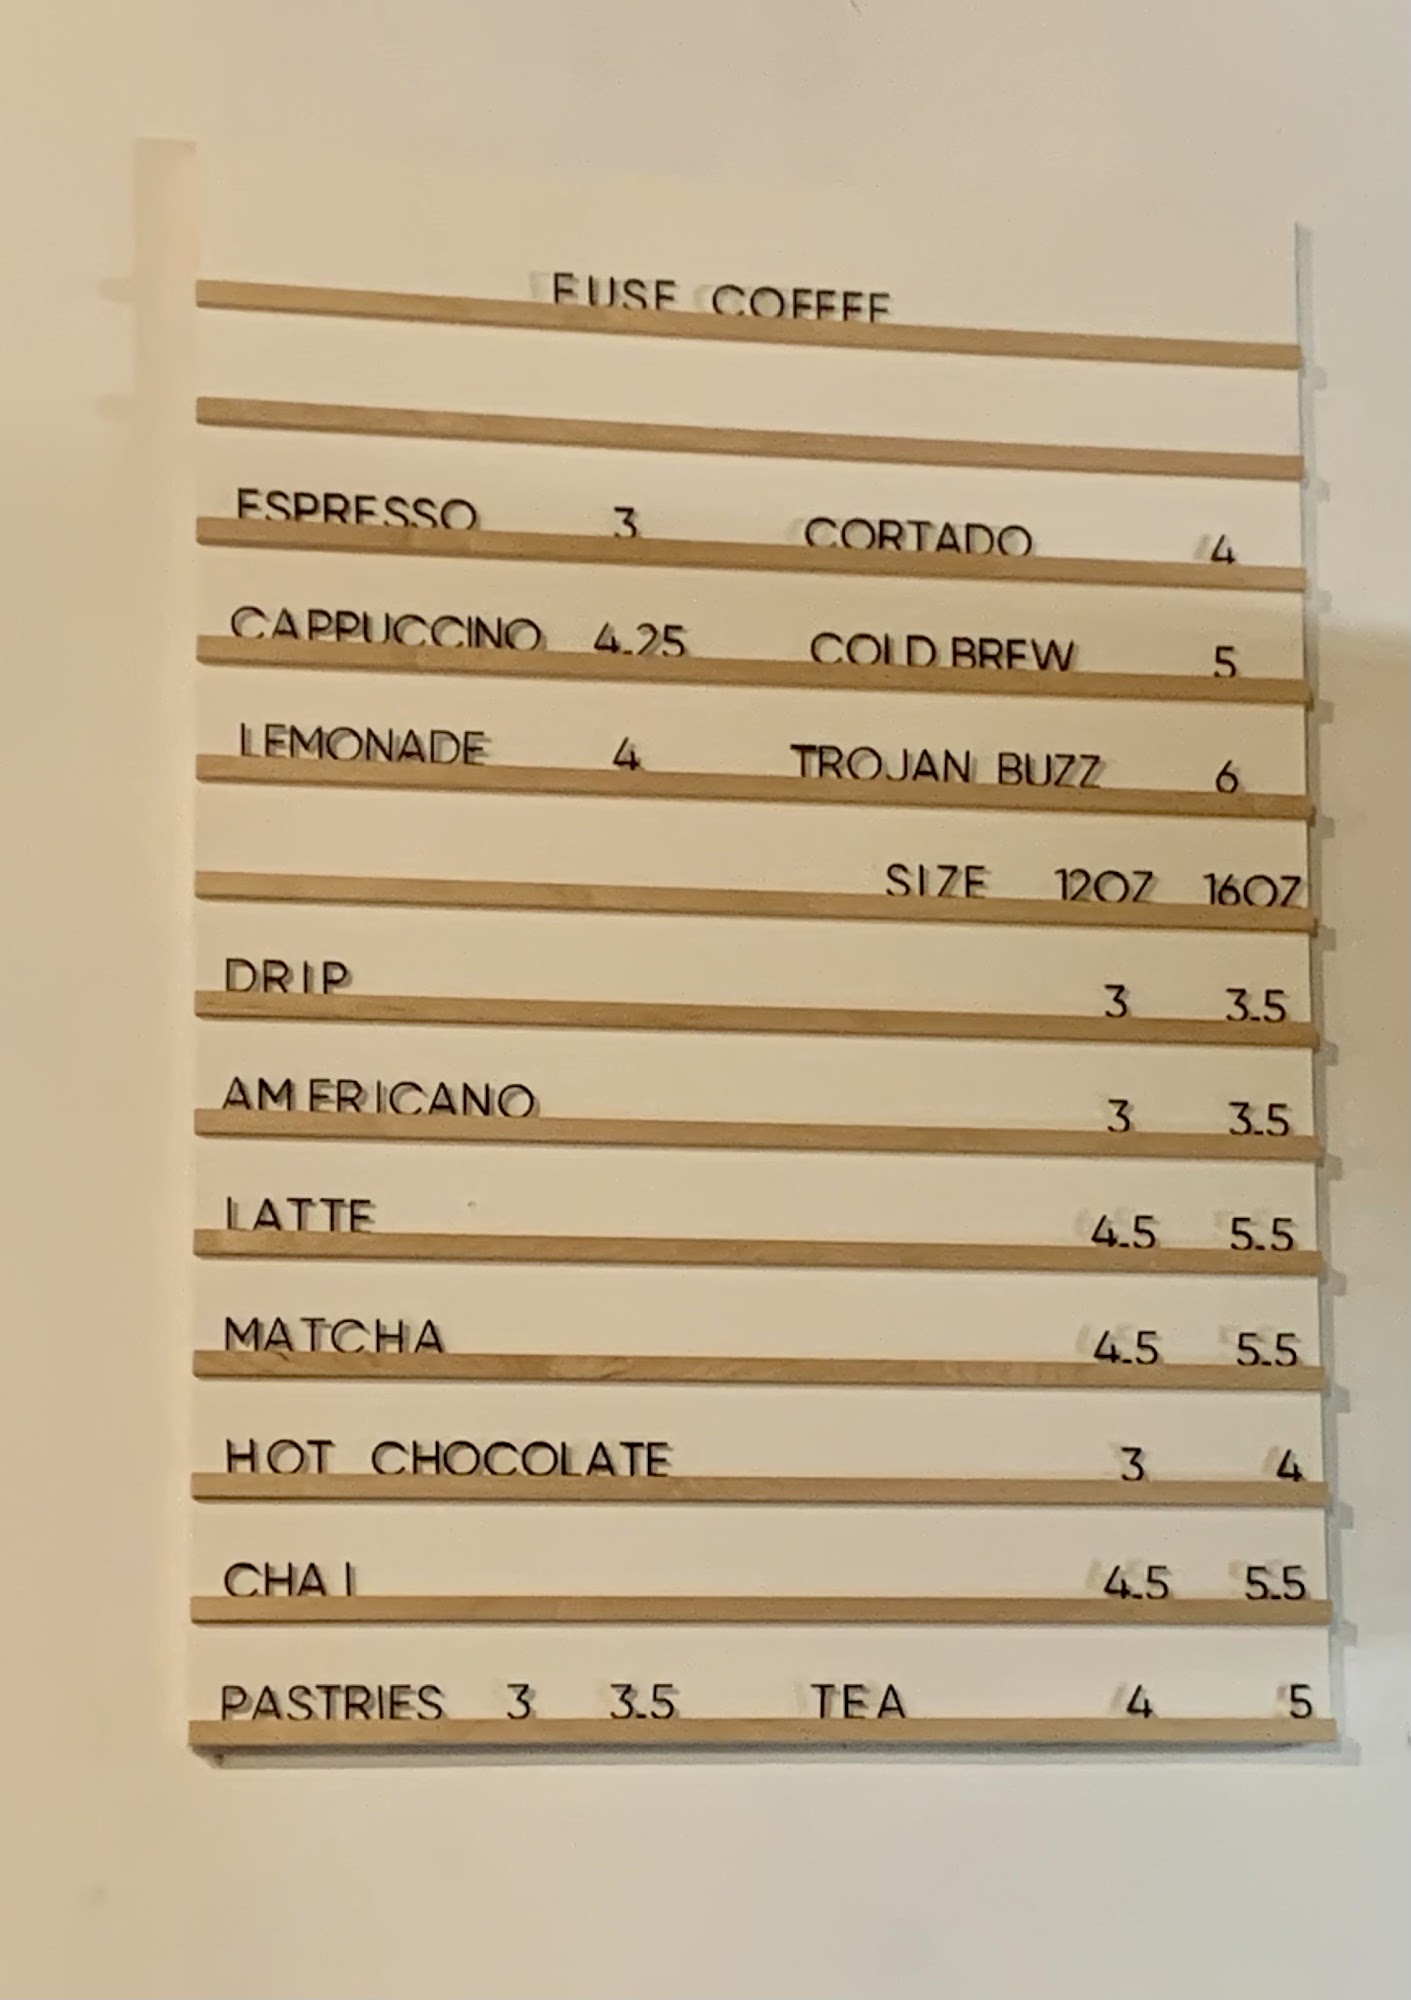 FUSE COFFEE
ESPRESSO 3 CORTADO 4
CAPPUCCINO 4.25 COLD BREW 5
LEMONADE 4 TROJAN BUZZ 6
SIZE 12OZ 16OZ
DRIP 3 3.5
AMERICANO 3 3.5
LATTE 4.5 5.5
MATCHA 4.5 5.5
HOT CHOCOLATE 3 4
CHAI 4.5 5.5
PASTRIES 3 3.5 TEA 4 5